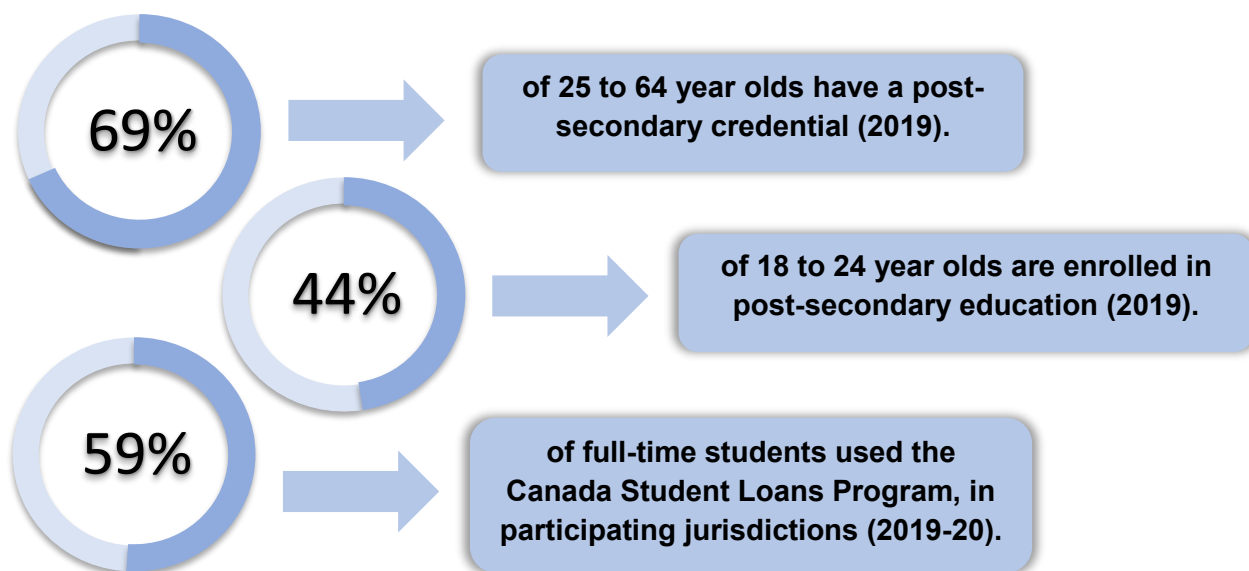 69%
of 25 to 64 year olds have a post-
secondary credential (2019).
44%
of 18 to 24 year olds are enrolled in
post-secondary education (2019).
59%
of full-time students used the
Canada Student Loans Program, in
participating jurisdictions (2019-20).